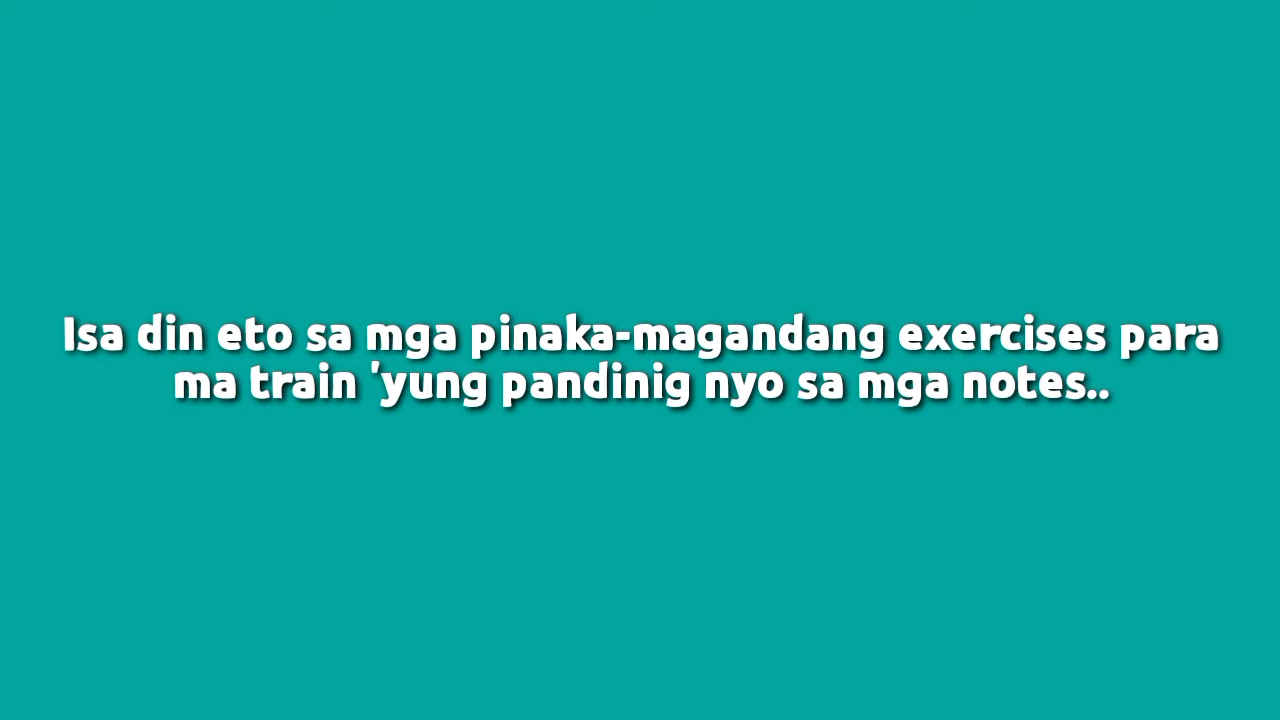 Isa din eto sa mga pinaka-magandang exercises para
ma train 'yung pandinig nyo sa mga notes..